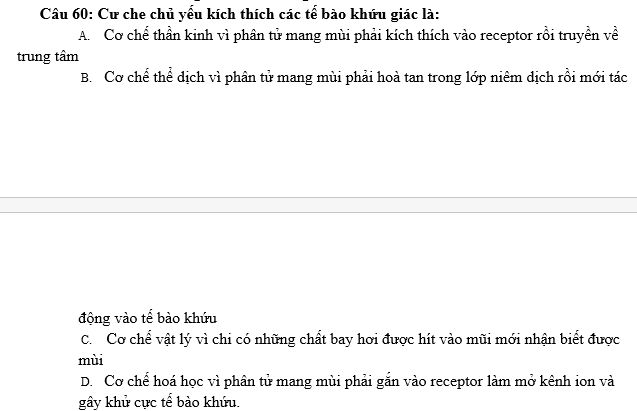 Câu 60: Cư che chủ yếu kích thích các tế bào khứu giác là:
A. Cơ chế thần kinh vì phân tử mang mùi phải kích thích vào receptor rồi truyền về
trung tâm
B. Cơ chế thể dịch vì phân tử mang mùi phải hoà tan trong lớp niêm dịch rồi mới tác
động vào tế bào khứu
C. Cơ chế vật lý vì chi có những chất bay hơi được hít vào mũi mới nhận biết được
mùi
D. Cơ chế hoá học vì phân tử mang mùi phải gắn vào receptor làm mở kênh ion và
gây khử cực tế bào khứu.